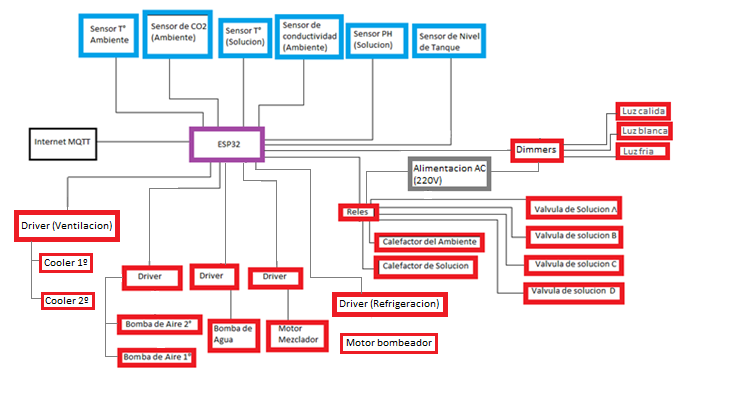 Sensor T°
Ambiente
Sensor de CO2
(Ambiente)
Sensor T°
(Solucion)
Sensor de
conductividad
(Ambiente)
Sensor PH
(Solucion)
Sensor de Nivel
de Tanque
Internet MQTT
ESP32
Dimmers
Luz calida
Luz blanca
Luz fria
Alimentacion AC
(220V)
Reles
Valvula de Solucion A
Valvula de solucion B
Valvula de solucion C
Valvula de solucion D
Calefactor del Ambiente
Calefactor de Solucion
Driver (Ventilacion)
Cooler 1º
Cooler 2º
Driver
Driver
Driver
Driver (Refrigeracion)
Bomba de Aire 2°
Bomba de Aire 1°
Bomba de
Agua
Motor
Mezclador
Motor bombeador